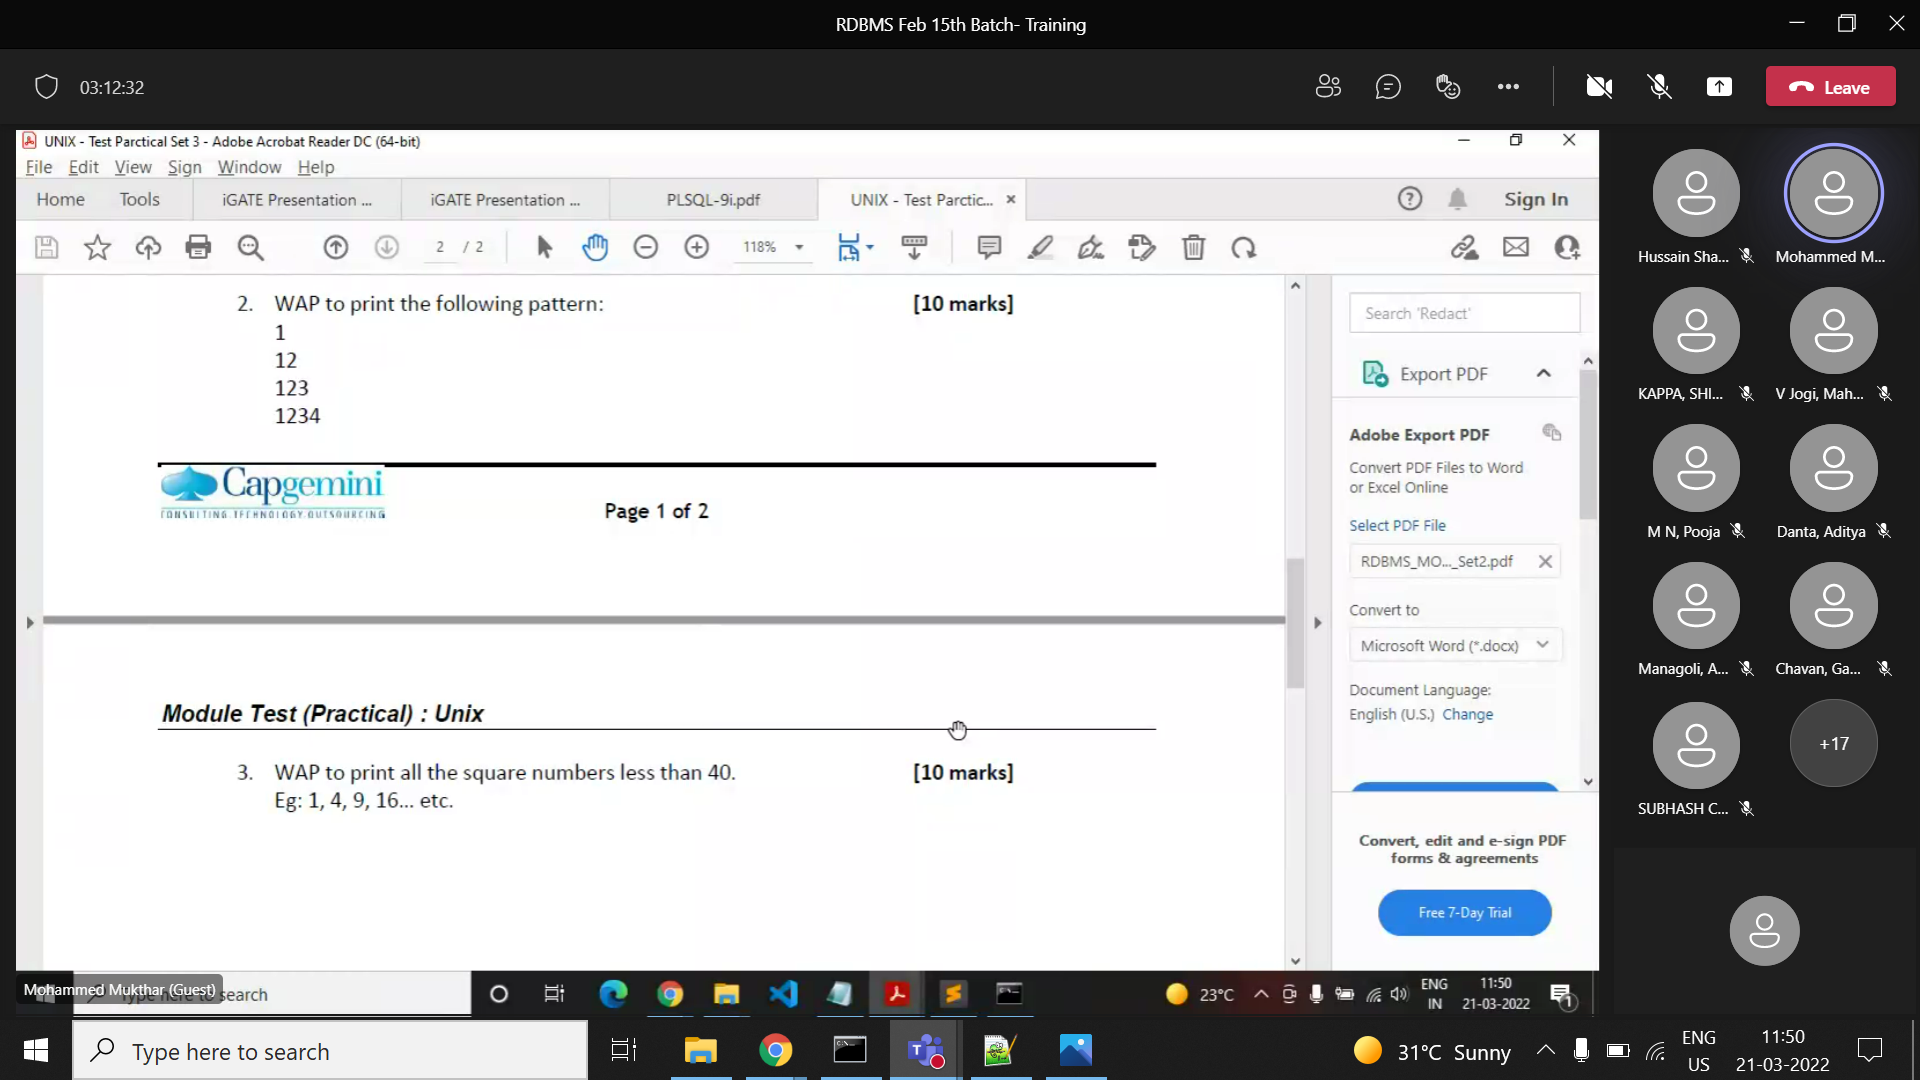 RDBMS Feb 15th Batch- Training
03:12:32
Leave
UNIX - Test Parctical Set 3 - Adobe Acrobat Reader DC (64-bit)
File Edit View Sign Window Help
Home Tools iGATE Presentation ... iGATE Presentation ... PLSQL-9i.pdf UNIX - Test Parctic... Sign In
2 / 2 118%
2. WAP to print the following pattern: [10 marks]
1
12
123
1234
Capgemini
CONSULTING.TECHNOLOGY.OUTSOURCING
Page 1 of 2
Module Test (Practical) : Unix
3. WAP to print all the square numbers less than 40. [10 marks]
Eg: 1, 4, 9, 16... etc.
Search 'Redact'
Export PDF
Adobe Export PDF
Convert PDF Files to Word
or Excel Online
Select PDF File
RDBMS_MO..._Set2.pdf
Convert to
Microsoft Word (*.docx)
Document Language:
English (U.S.) Change
Convert, edit and e-sign PDF
forms & agreements
Free 7-Day Trial
Hussain Sha... Mohammed M...
KAPPA, SHI... V Jogi, Mah...
M N, Pooja Danta, Aditya
Managoli, A... Chavan, Ga...
SUBHASH C... +17
Mohammed Mukthar (Guest)
Type here to search
23°C ENG IN 11:50 21-03-2022 1
Type here to search
31°C Sunny ENG US 11:50 21-03-2022